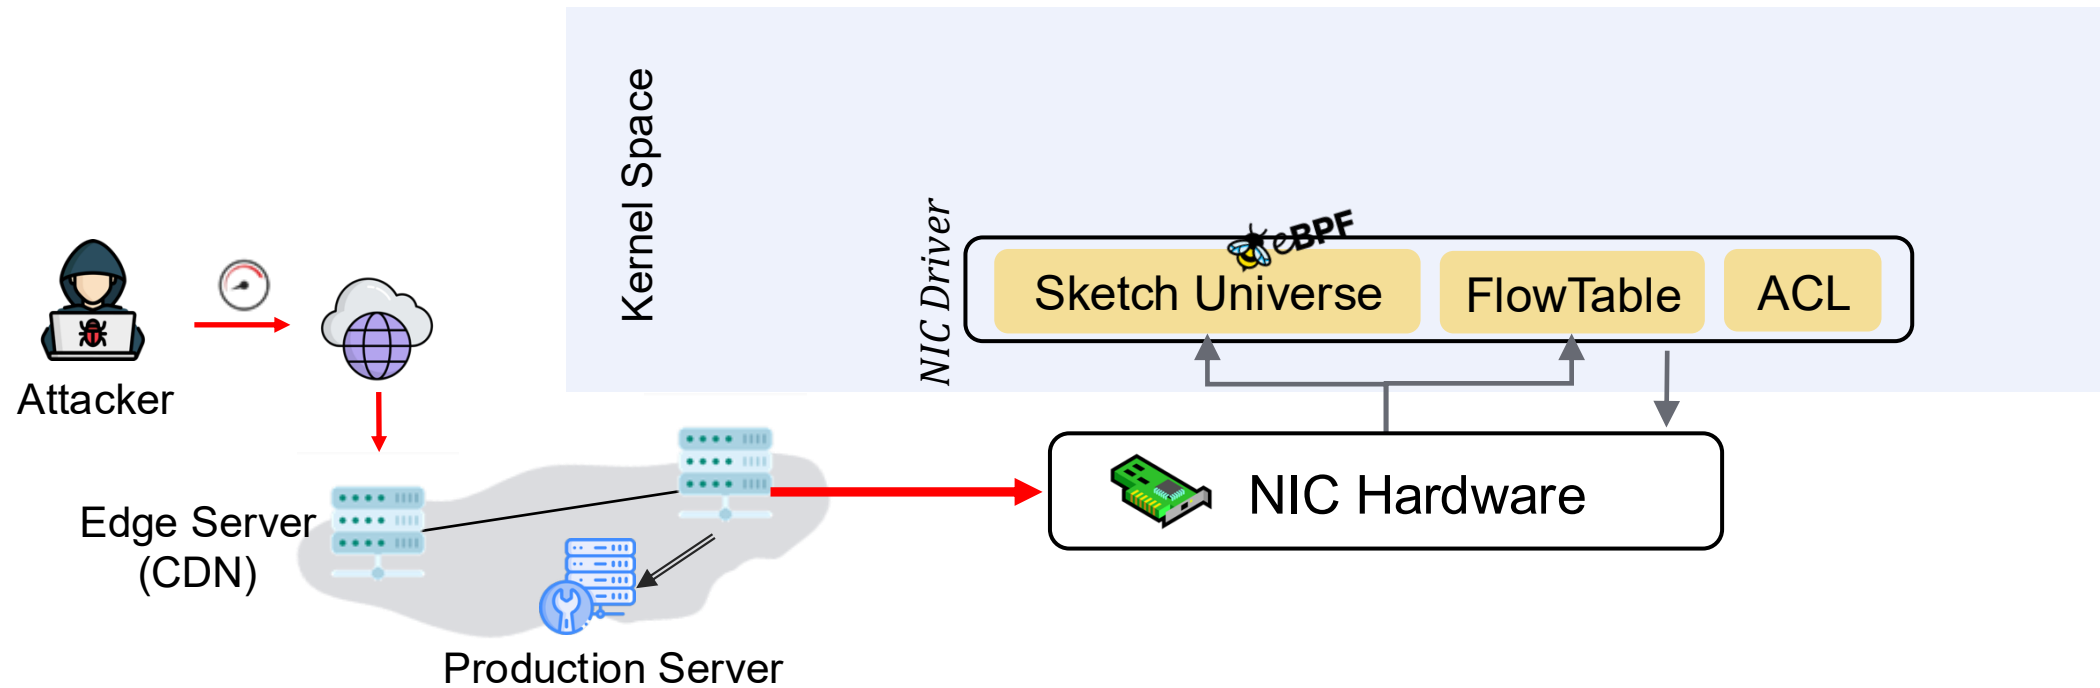 Kernel Space
NIC Driver
eBPF
Sketch Universe
FlowTable
ACL
Attacker
Edge Server
(CDN)
NIC Hardware
Production Server